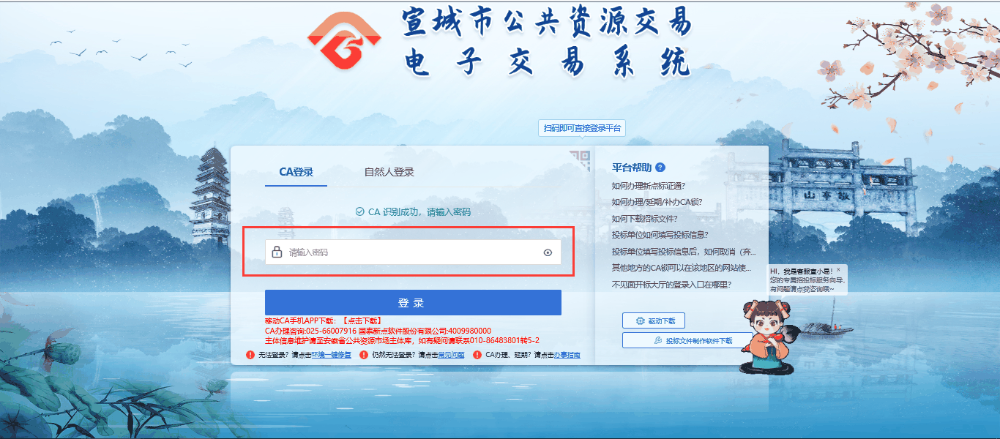 宣城市公共资源交易
电子交易系统
扫码即可直接登录平台
CA登录
自然人登录
CA 识别成功，请输入密码
请输入密码
登 录
移动CA手机APP下载：【点击下载】
CA办理咨询:025-66007916 国泰新点软件股份有限公司:4009980000
主体信息维护请至安徽省公共资源市场主体库，如有疑问请联系010-86483801转5-2
无法登录？请点击环境一键修复
仍然无法登录？请点击常见问题
CA办理、延期？请点击办事指南
平台帮助
如何办理新点标证通？
如何办理/延期/补办CA锁？
如何下载招标文件？
投标单位如何填写投标信息？
投标单位填写投标信息后，如何取消（弃...
其他地方的CA锁可以在该地区的网站使...
不见面开标大厅的登录入口在哪里？
驱动下载
投标文件制作软件下载
HI，我是客服宣小易！
您的专属招投标服务向导，
有问题请点我咨询哦~
山亭敬